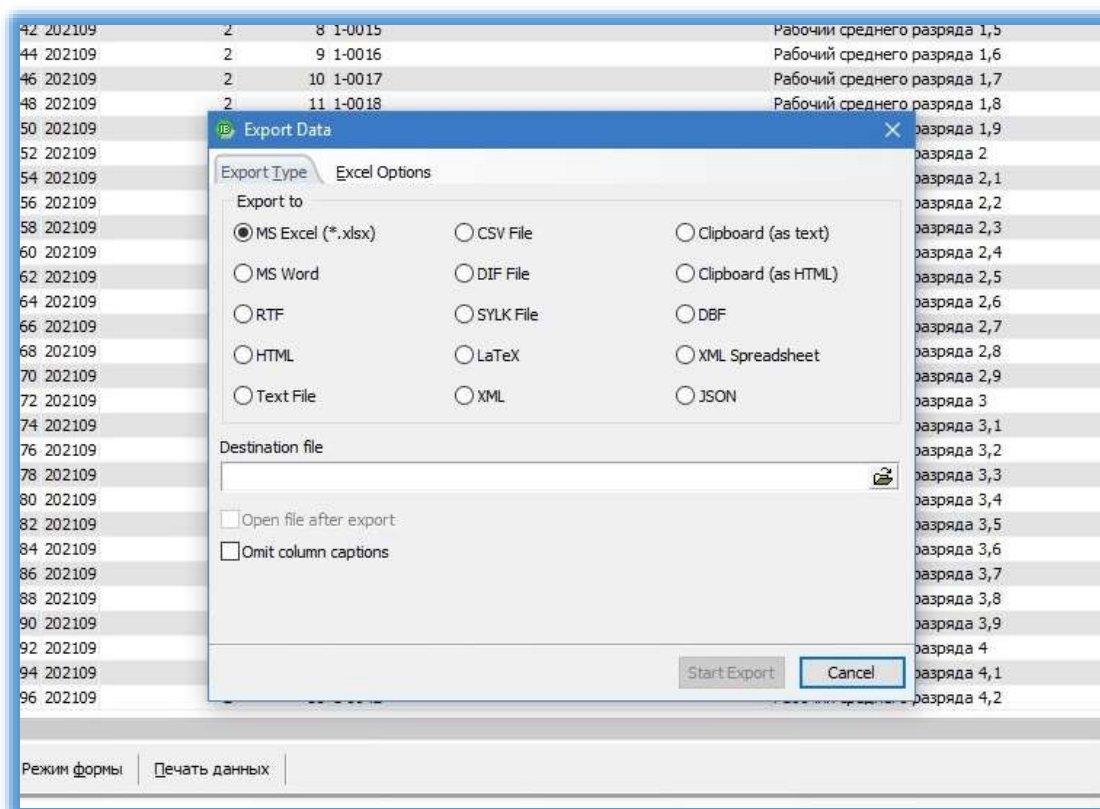 42 202109 2 8 1-0015 Рабочий среднего разряда 1,5
44 202109 2 9 1-0016 Рабочий среднего разряда 1,6
46 202109 2 10 1-0017 Рабочий среднего разряда 1,7
48 202109 2 11 1-0018 Рабочий среднего разряда 1,8
50 202109 разряда 1,9
52 202109 разряда 2
54 202109 разряда 2,1
56 202109 разряда 2,2
58 202109 разряда 2,3
60 202109 разряда 2,4
62 202109 разряда 2,5
64 202109 разряда 2,6
66 202109 разряда 2,7
68 202109 разряда 2,8
70 202109 разряда 2,9
72 202109 разряда 3
74 202109 разряда 3,1
76 202109 разряда 3,2
78 202109 разряда 3,3
80 202109 разряда 3,4
82 202109 разряда 3,5
84 202109 разряда 3,6
86 202109 разряда 3,7
88 202109 разряда 3,8
90 202109 разряда 3,9
92 202109 разряда 4
94 202109 разряда 4,1
96 202109 разряда 4,2
Export Data
Export Type Excel Options
Export to
MS Excel (*.xlsx) CSV File Clipboard (as text)
MS Word DIF File Clipboard (as HTML)
RTF SYLK File DBF
HTML LaTeX XML Spreadsheet
Text File XML JSON
Destination file
Open file after export
Omit column captions
Start Export Cancel
Режим формы Печать данных